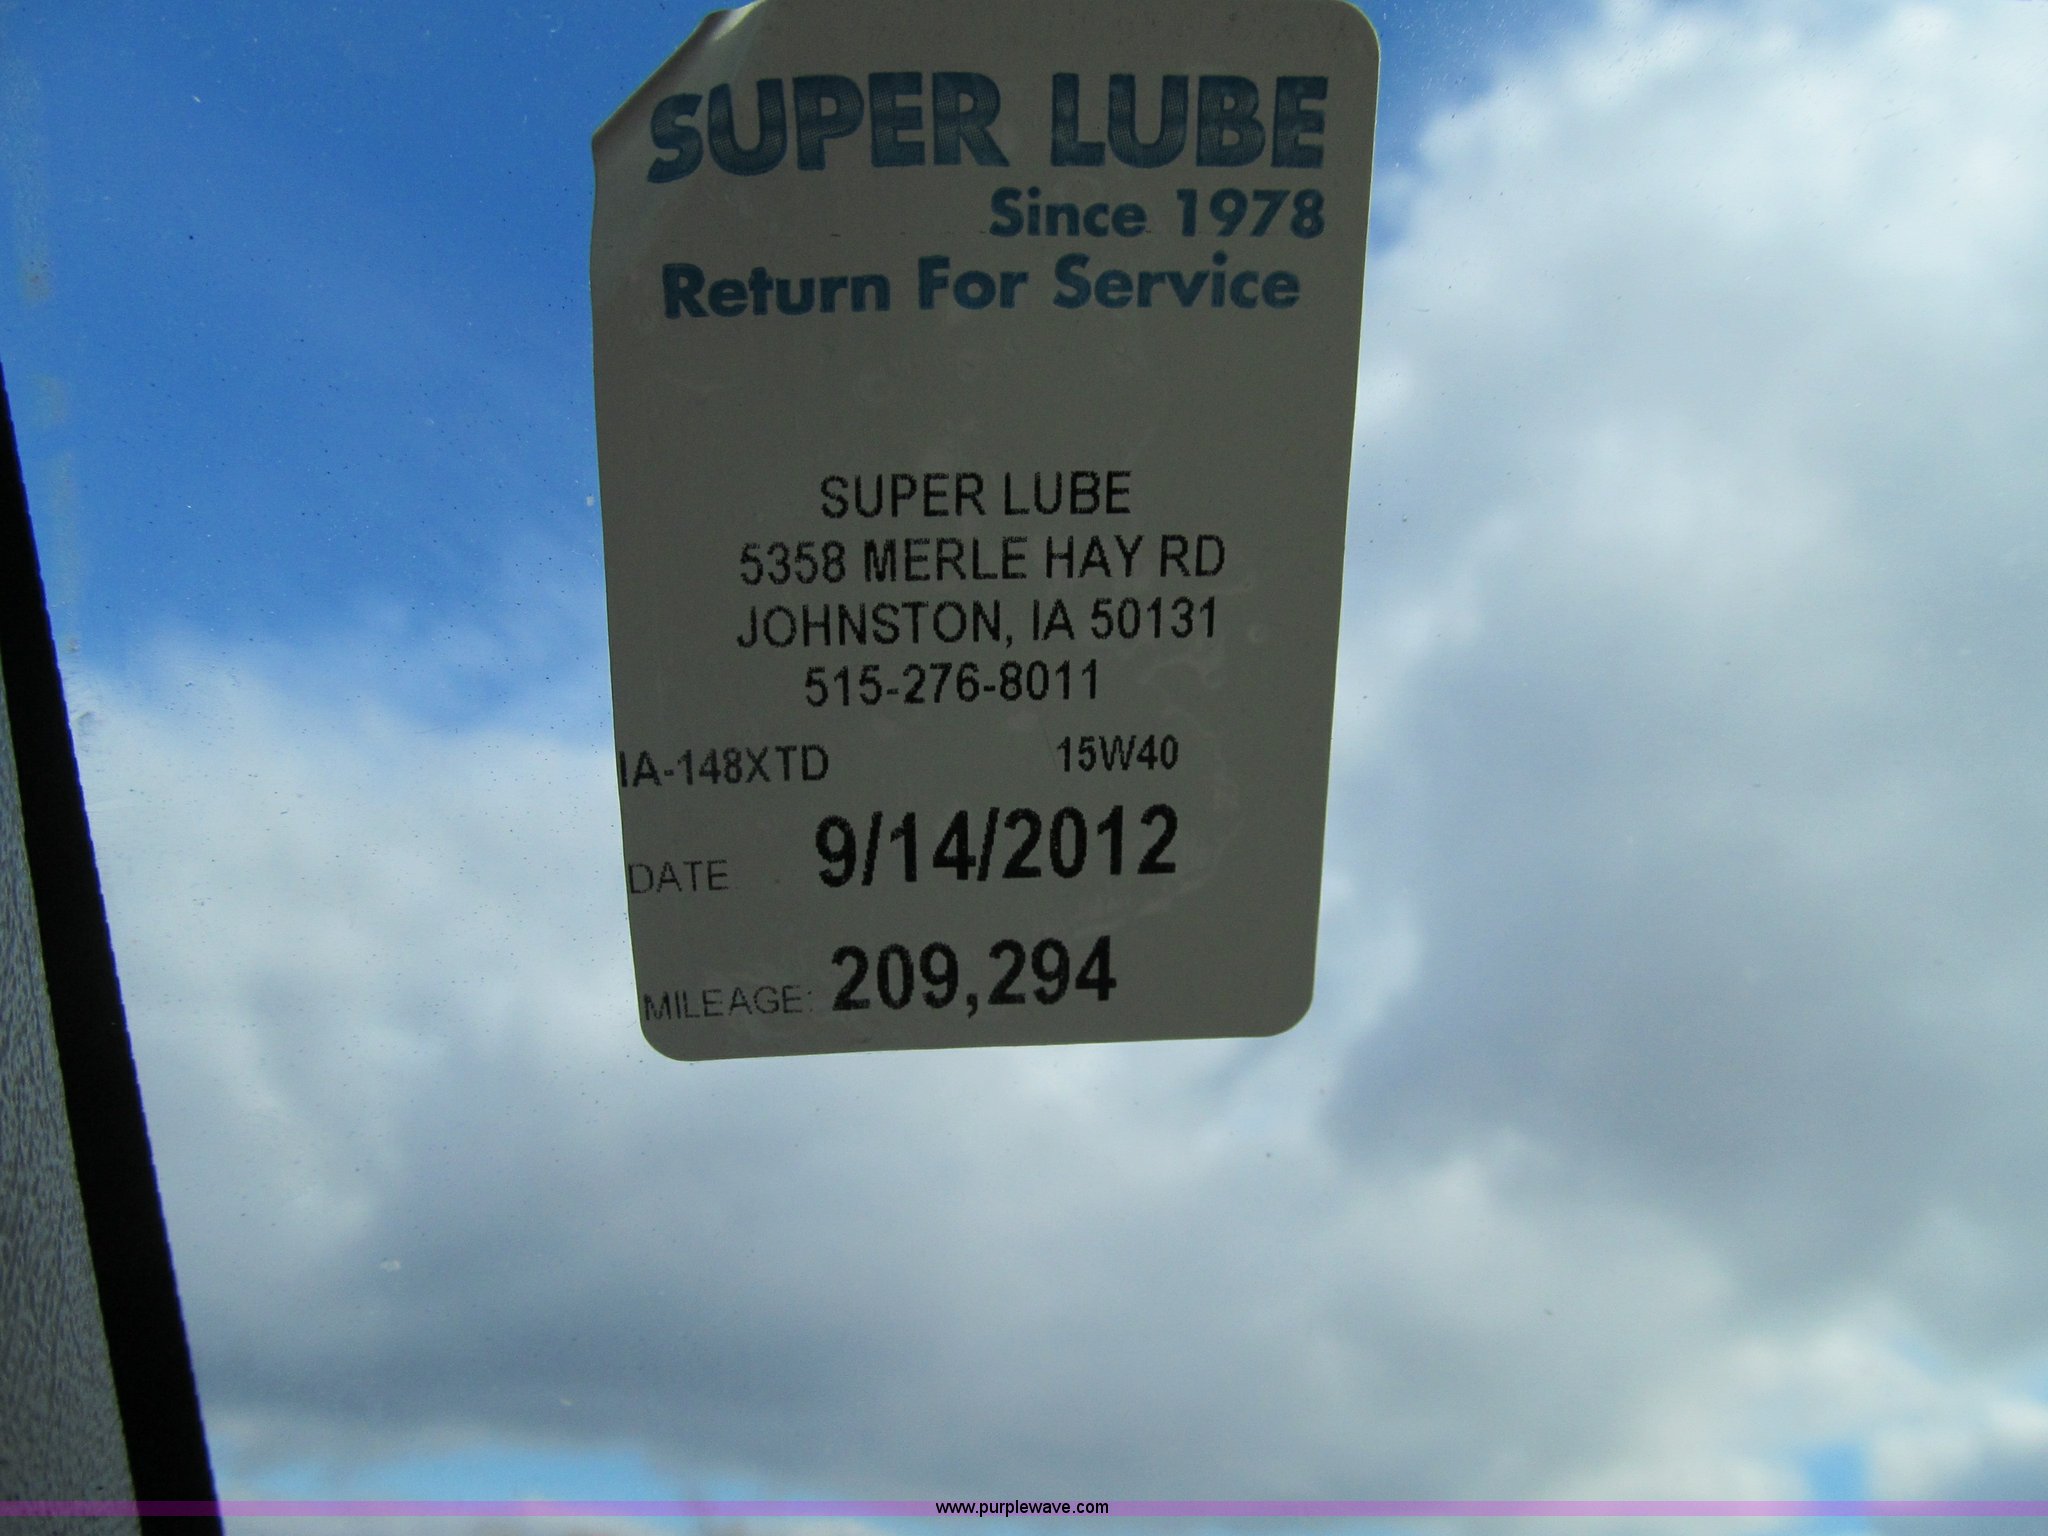 SUPER LUBE
Since 1978
Return For Service
SUPER LUBE
5358 MERLE HAY RD
JOHNSTON, IA 50131
515-276-8011
IA-148XTD 15W40
DATE 9/14/2012
MILEAGE: 209,294
www.purplewave.com